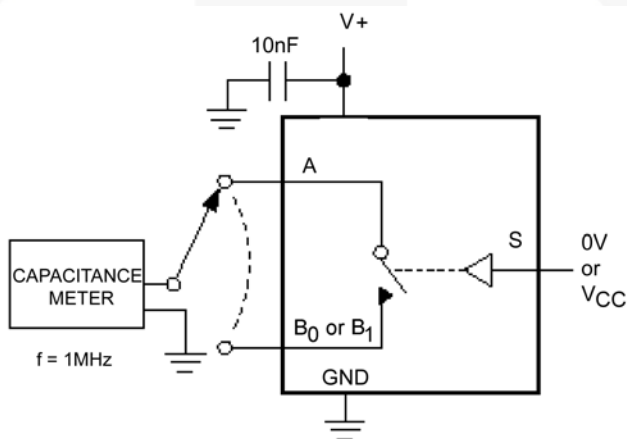 V+
10nF
A
S
0V
or
VCC
CAPACITANCE
METER
B0 or B1
f = 1MHz
GND